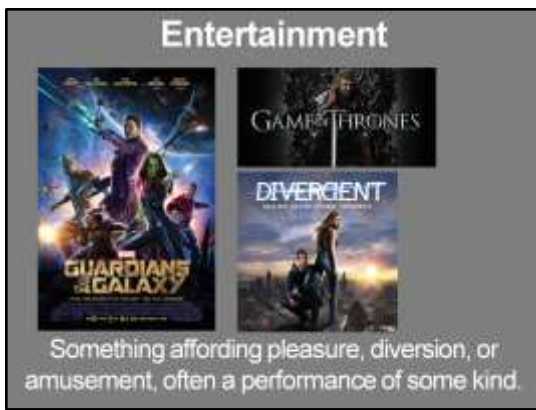 Entertainment
GAME OF THRONES
DIVERGENT
MARVEL
GUARDIANS
OF THE
GALAXY
Something affording pleasure, diversion, or
amusement, often a performance of some kind.